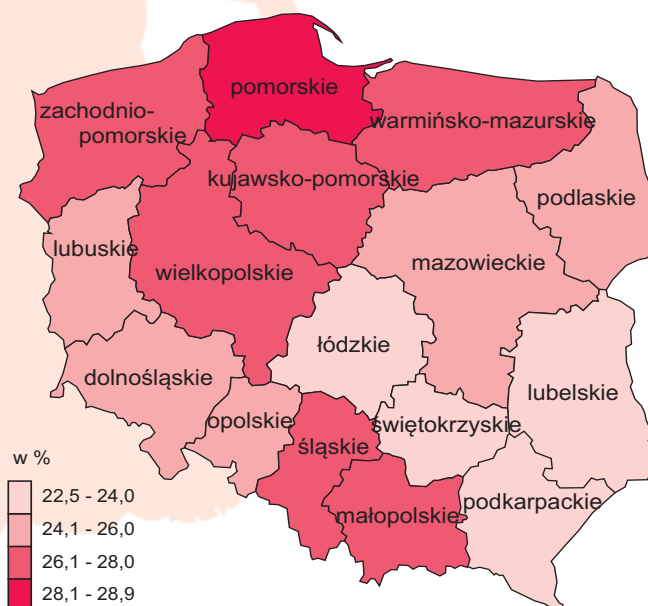 pomorskie
zachodnio-
pomorskie
warmińsko-mazurskie
kujawsko-pomorskie
podlaskie
lubuskie
wielkopolskie
mazowieckie
łódzkie
dolnośląskie
lubelskie
opolskie
świętokrzyskie
śląskie
podkarpackie
małopolskie
w %
22,5 - 24,0
24,1 - 26,0
26,1 - 28,0
28,1 - 28,9